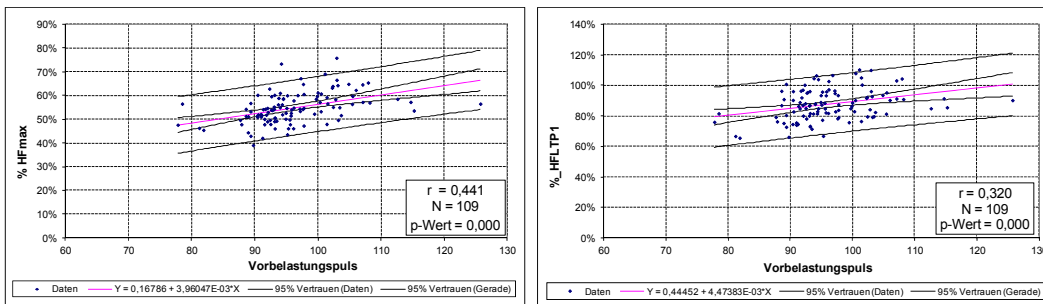 90%
80%
70%
60%
50%
40%
30%
20%
10%
0%
% HFmax
60 70 80 90 100 110 120 130
Vorbelastungspuls
r = 0,441
N = 109
p-Wert = 0,000
Daten Y = 0,16786 + 3,96047E-03*X 95% Vertrauen (Daten) 95% Vertrauen (Gerade)
140%
120%
100%
80%
60%
40%
20%
0%
%_HFLTP1
60 70 80 90 100 110 120 130
Vorbelastungspuls
r = 0,320
N = 109
p-Wert = 0,000
Daten Y = 0,44452 + 4,47383E-03*X 95% Vertrauen (Daten) 95% Vertrauen (Gerade)